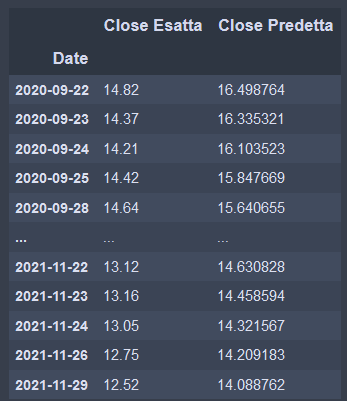 Close Esatta Close Predetta
Date
2020-09-22 14.82 16.498764
2020-09-23 14.37 16.335321
2020-09-24 14.21 16.103523
2020-09-25 14.42 15.847669
2020-09-28 14.64 15.640655
... ... ...
2021-11-22 13.12 14.630828
2021-11-23 13.16 14.458594
2021-11-24 13.05 14.321567
2021-11-26 12.75 14.209183
2021-11-29 12.52 14.088762